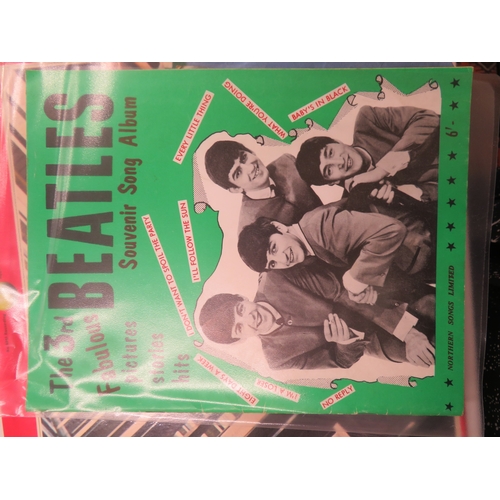 The 3rd
Fabulous
BEATLES
Souvenir Song Album
pictures
stories
hits
EVERY LITTLE THING
WHAT YOU'RE DOING
BABY'S IN BLACK
I'LL FOLLOW THE SUN
I DON'T WANT TO SPOIL THE PARTY
EIGHT DAYS A WEEK
I'M A LOSER
NO REPLY
NORTHERN SONGS LIMITED
6/-